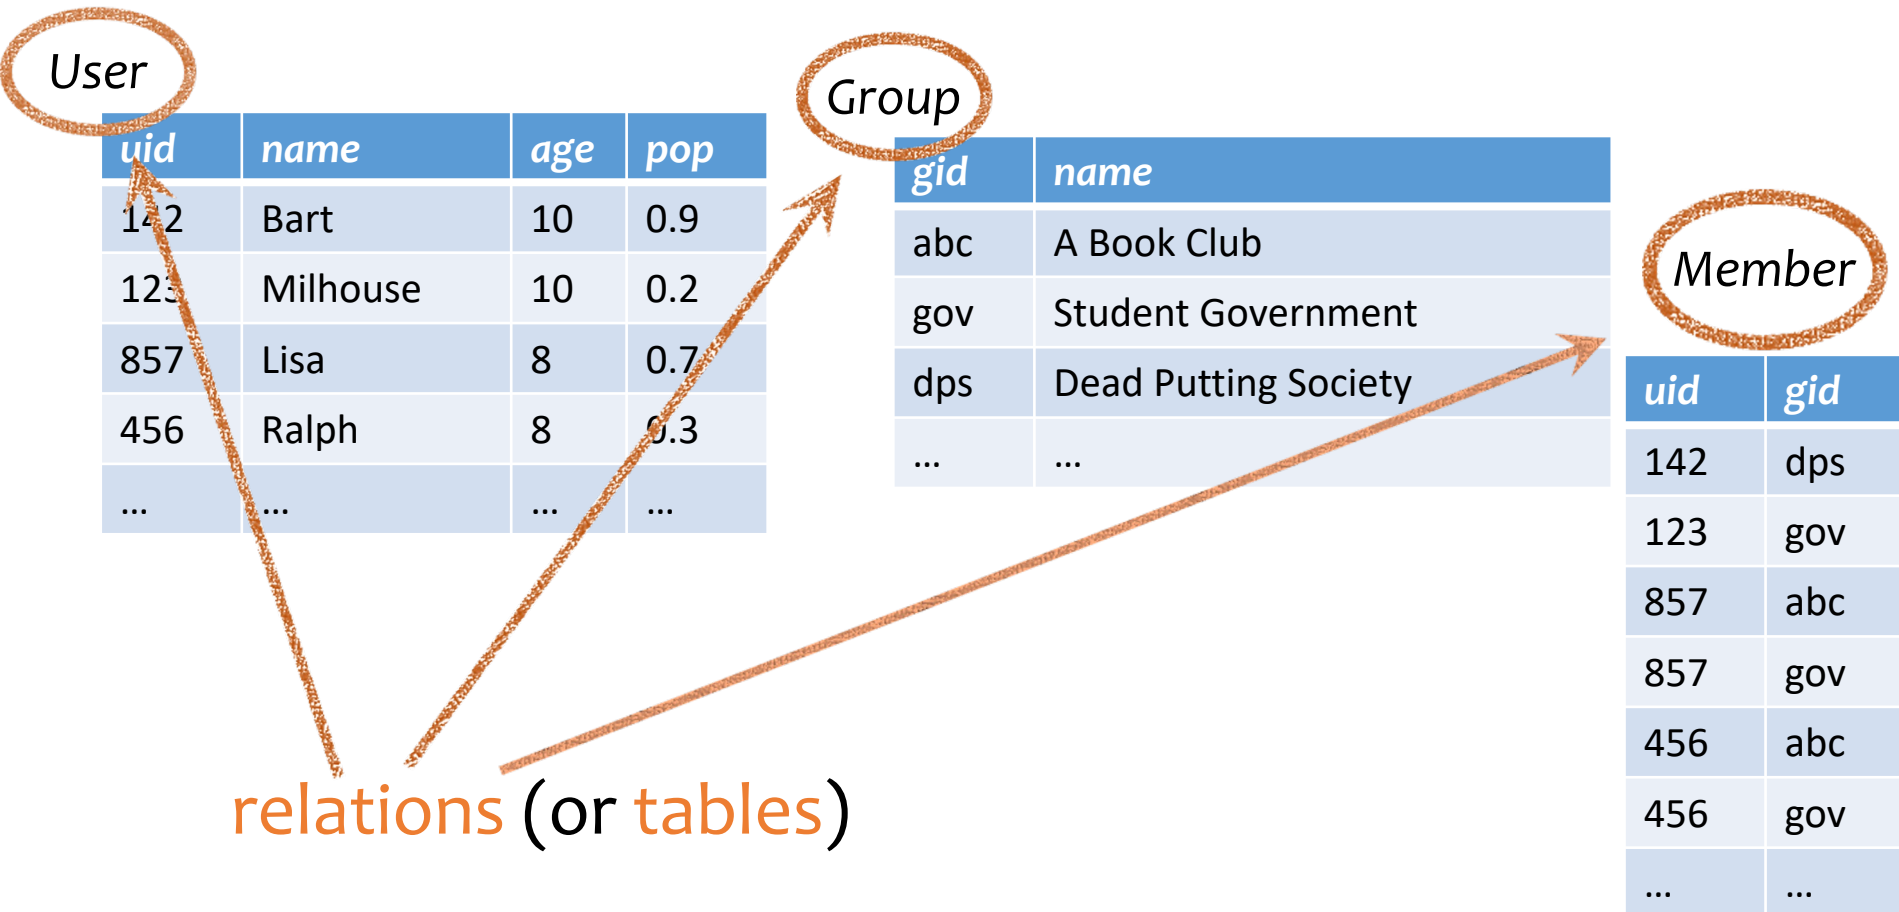 User
uid name age pop
142 Bart 10 0.9
123 Milhouse 10 0.2
857 Lisa 8 0.7
456 Ralph 8 0.3
... ... ... ...
Group
gid name
abc A Book Club
gov Student Government
dps Dead Putting Society
... ...
Member
uid gid
142 dps
123 gov
857 abc
857 gov
456 abc
456 gov
... ...
relations (or tables)